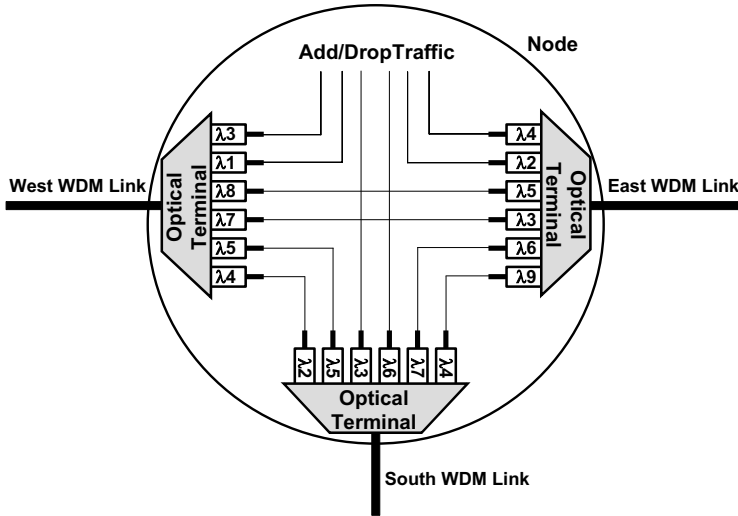 Node
Add/DropTraffic
λ3
λ1
λ8
λ7
λ5
λ4
Optical
Terminal
West WDM Link
λ4
λ2
λ5
λ3
λ6
λ9
Optical
Terminal
East WDM Link
λ2
λ5
λ3
λ6
λ7
λ4
Optical
Terminal
South WDM Link